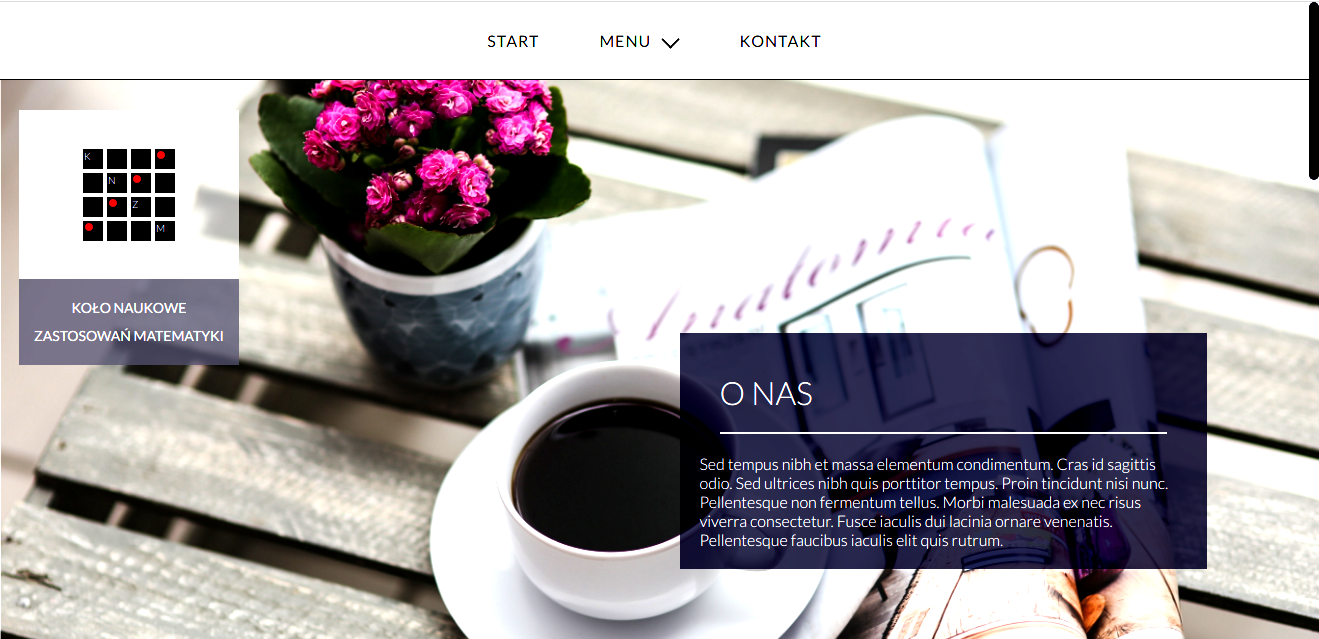 START
MENU
KONTAKT
K
N
Z
M
KOŁO NAUKOWE
ZASTOSOWAŃ MATEMATYKI
O NAS
Sed tempus nibh et massa elementum condimentum. Cras id sagittis
odio. Sed ultrices nibh quis porttitor tempus. Proin tincidunt nisi nunc.
Pellentesque non fermentum tellus. Morbi malesuada ex nec risus
viverra consectetur. Fusce iaculis dui lacinia ornare venenatis.
Pellentesque faucibus iaculis elit quis rutrum.